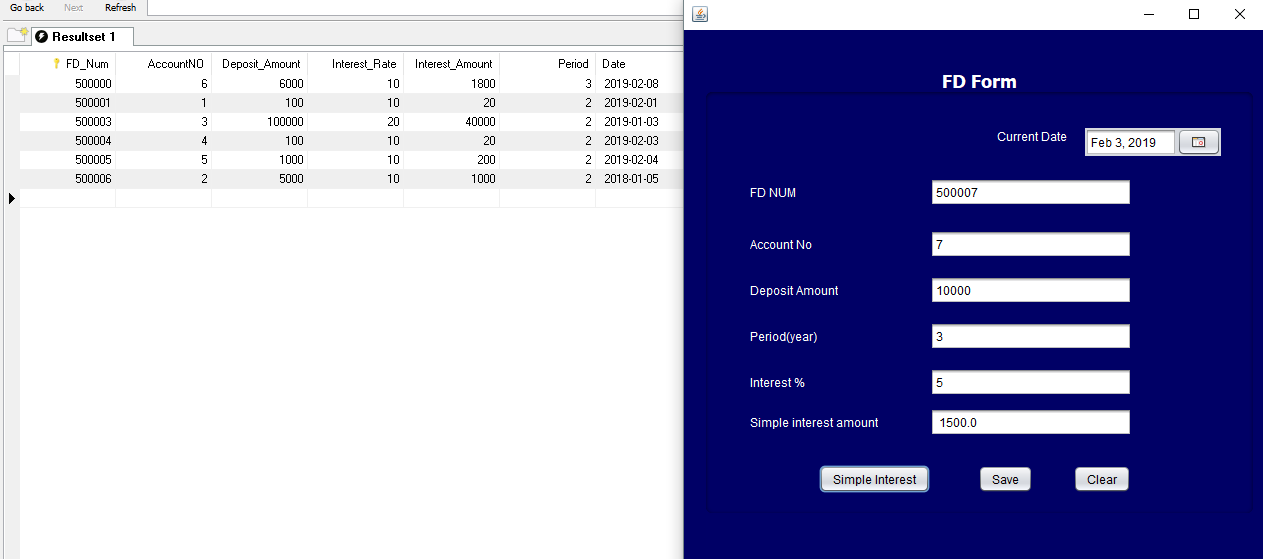 Go back Next Refresh
Resultset 1
FD_Num AccountNO Deposit_Amount Interest_Rate Interest_Amount Period Date
500000 6 6000 10 1800 3 2019-02-08
500001 1 100 10 20 2 2019-02-01
500003 3 100000 20 40000 2 2019-01-03
500004 4 100 10 20 2 2019-02-03
500005 5 1000 10 200 2 2019-02-04
500006 2 5000 10 1000 2 2018-01-05
FD Form
Current Date Feb 3, 2019
FD NUM 500007
Account No 7
Deposit Amount 10000
Period(year) 3
Interest % 5
Simple interest amount 1500.0
Simple Interest Save Clear